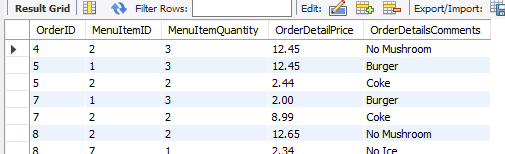 Result Grid Filter Rows: Edit: Export/Import:
OrderID MenuItemID MenuItemQuantity OrderDetailPrice OrderDetailsComments
4 2 3 12.45 No Mushroom
5 1 3 12.45 Burger
5 2 2 2.44 Coke
7 1 3 2.00 Burger
7 2 2 8.99 Coke
8 2 2 12.65 No Mushroom
8 7 1 2.34 No Ice